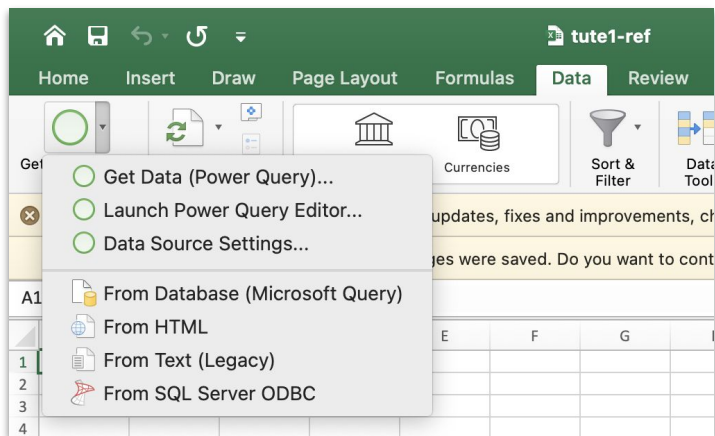 tute1-ref
Home Insert Draw Page Layout Formulas Data Review
Get
Currencies
Sort &
Filter
Data
Tool
Get Data (Power Query)...
Launch Power Query Editor...
Data Source Settings...
From Database (Microsoft Query)
From HTML
From Text (Legacy)
From SQL Server ODBC
updates, fixes and improvements, ch
ges were saved. Do you want to cont
A1
E F G
1
2
3
4